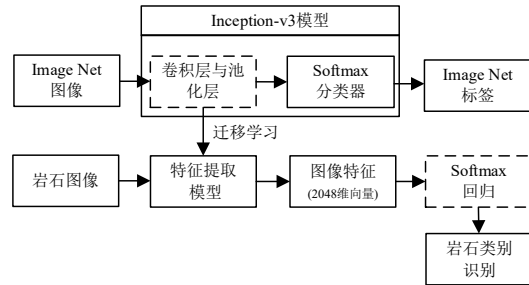 Inception-v3模型
Image Net
图像
卷积层与池
化层
Softmax
分类器
Image Net
标签
迁移学习
岩石图像
特征提取
模型
图像特征
(2048维向量)
Softmax
回归
岩石类别
识别